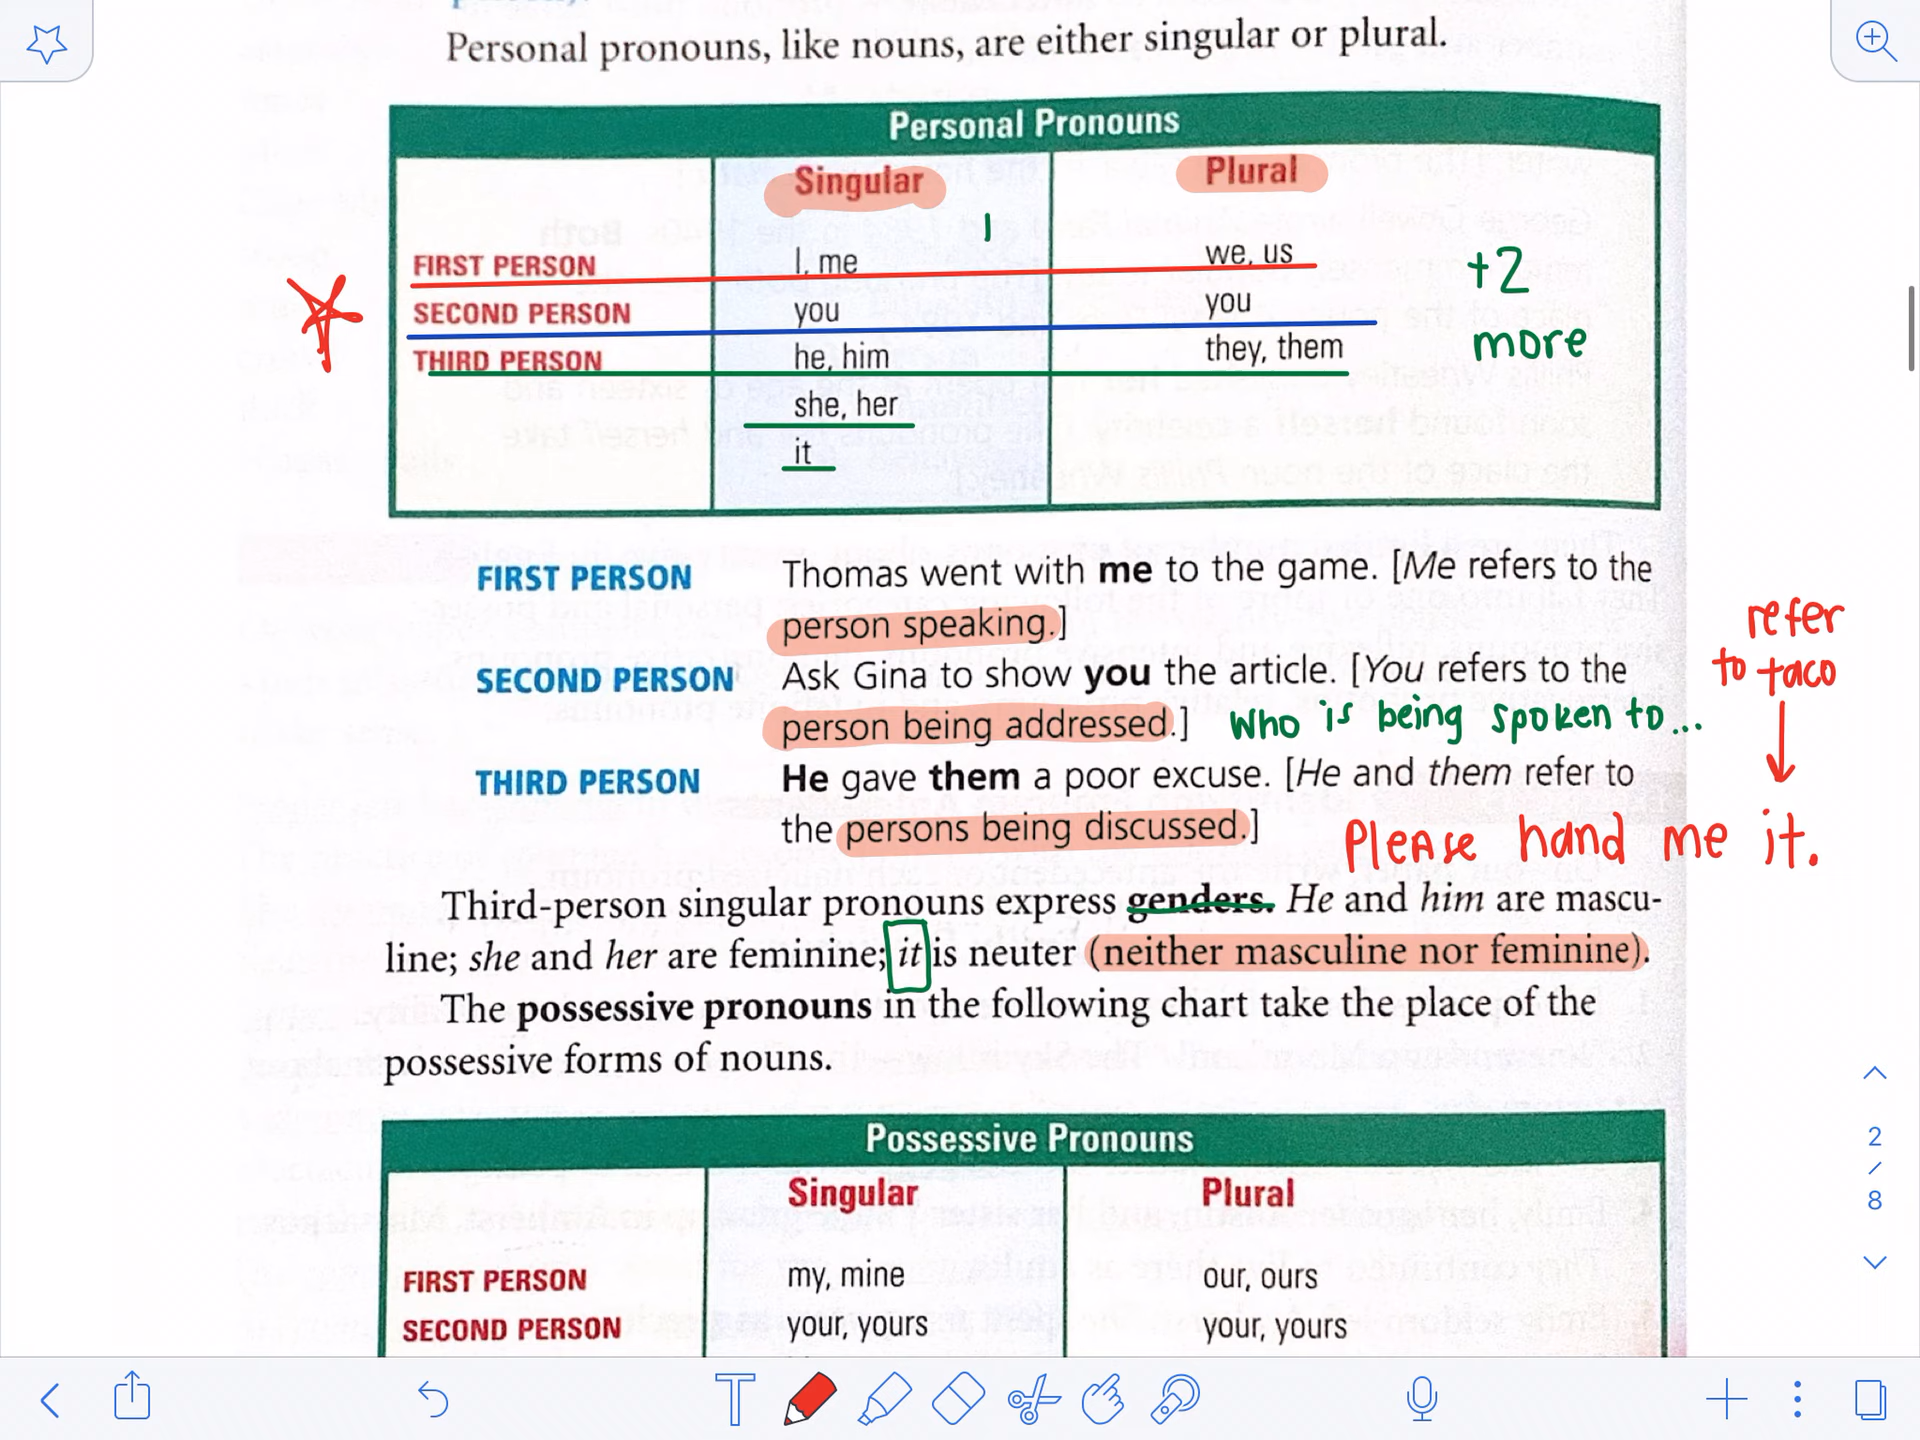 Personal pronouns, like nouns, are either singular or plural.
Personal Pronouns
Singular Plural
1
FIRST PERSON I, me we, us
+2
SECOND PERSON you you
more
THIRD PERSON he, him they, them
she, her
it
FIRST PERSON Thomas went with me to the game. [Me refers to the
person speaking.]
refer
to taco
SECOND PERSON Ask Gina to show you the article. [You refers to the
person being addressed.] who is being spoken to...
THIRD PERSON He gave them a poor excuse. [He and them refer to
the persons being discussed.]
Please hand me it.
Third-person singular pronouns express genders. He and him are mascu-
line; she and her are feminine; it is neuter (neither masculine nor feminine).
The possessive pronouns in the following chart take the place of the
possessive forms of nouns.
Possessive Pronouns
Singular Plural
FIRST PERSON my, mine our, ours
SECOND PERSON your, yours your, yours
2
/
8
T